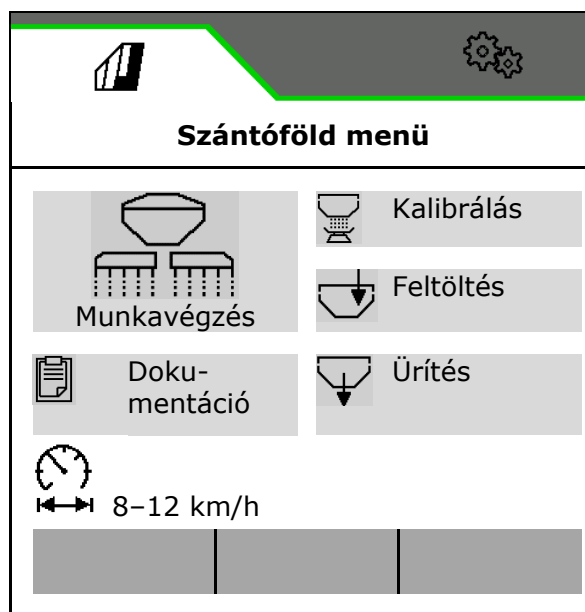 Szántóföld menü
Munkavégzés
Kalibrálás
Feltöltés
Doku-
mentáció
Ürítés
8–12 km/h